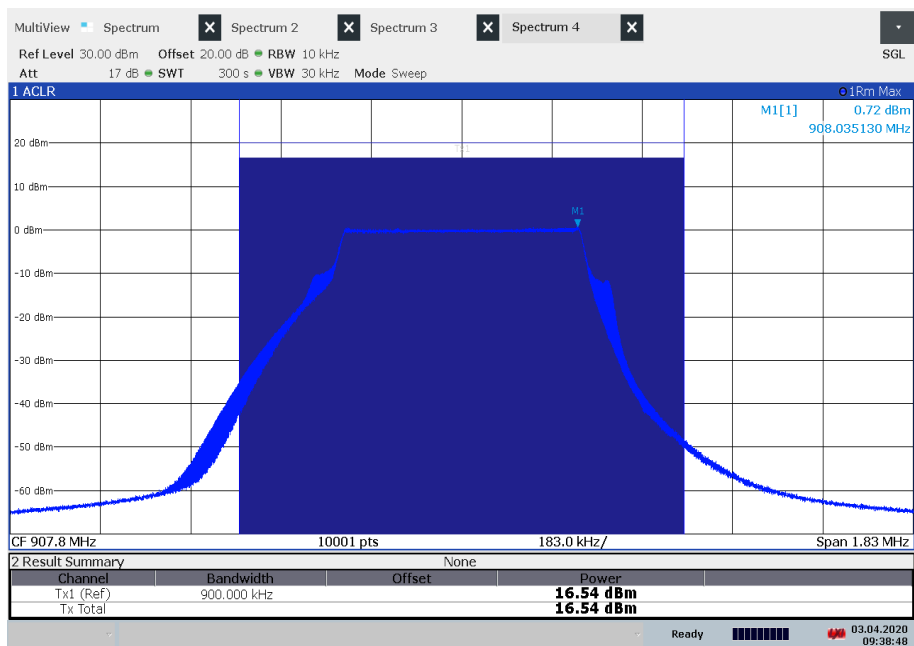 MultiView Spectrum X Spectrum 2 X Spectrum 3 X Spectrum 4 X
Ref Level 30.00 dBm Offset 20.00 dB RBW 10 kHz
SGL
Att 17 dB SWT 300 s VBW 30 kHz Mode Sweep
1 ACLR 1Rm Max
M1[1] 0.72 dBm
908.035130 MHz
20 dBm
10 dBm
M1
0 dBm
-10 dBm
-20 dBm
-30 dBm
-40 dBm
-50 dBm
-60 dBm
CF 907.8 MHz 10001 pts 183.0 kHz/ Span 1.83 MHz
2 Result Summary None
Channel Bandwidth Offset Power
Tx1 (Ref) 900.000 kHz 16.54 dBm
Tx Total 16.54 dBm
Ready 03.04.2020
09:38:48